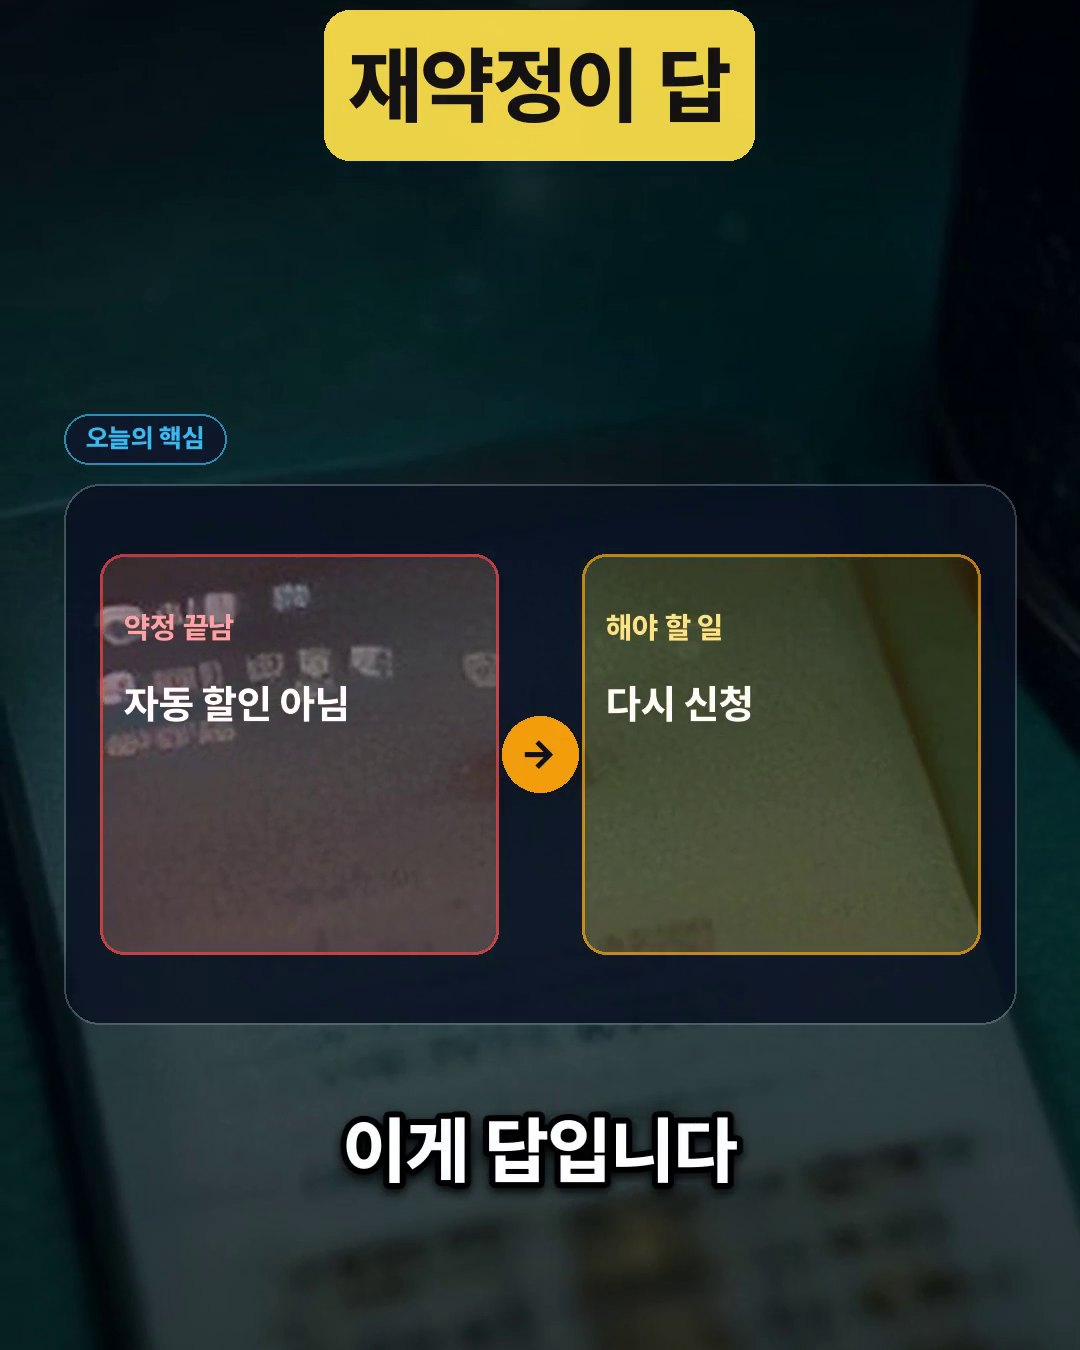 재약정이 답
오늘의 핵심
약정 끝남
자동 할인 아님
→
해야 할 일
다시 신청
이게 답입니다